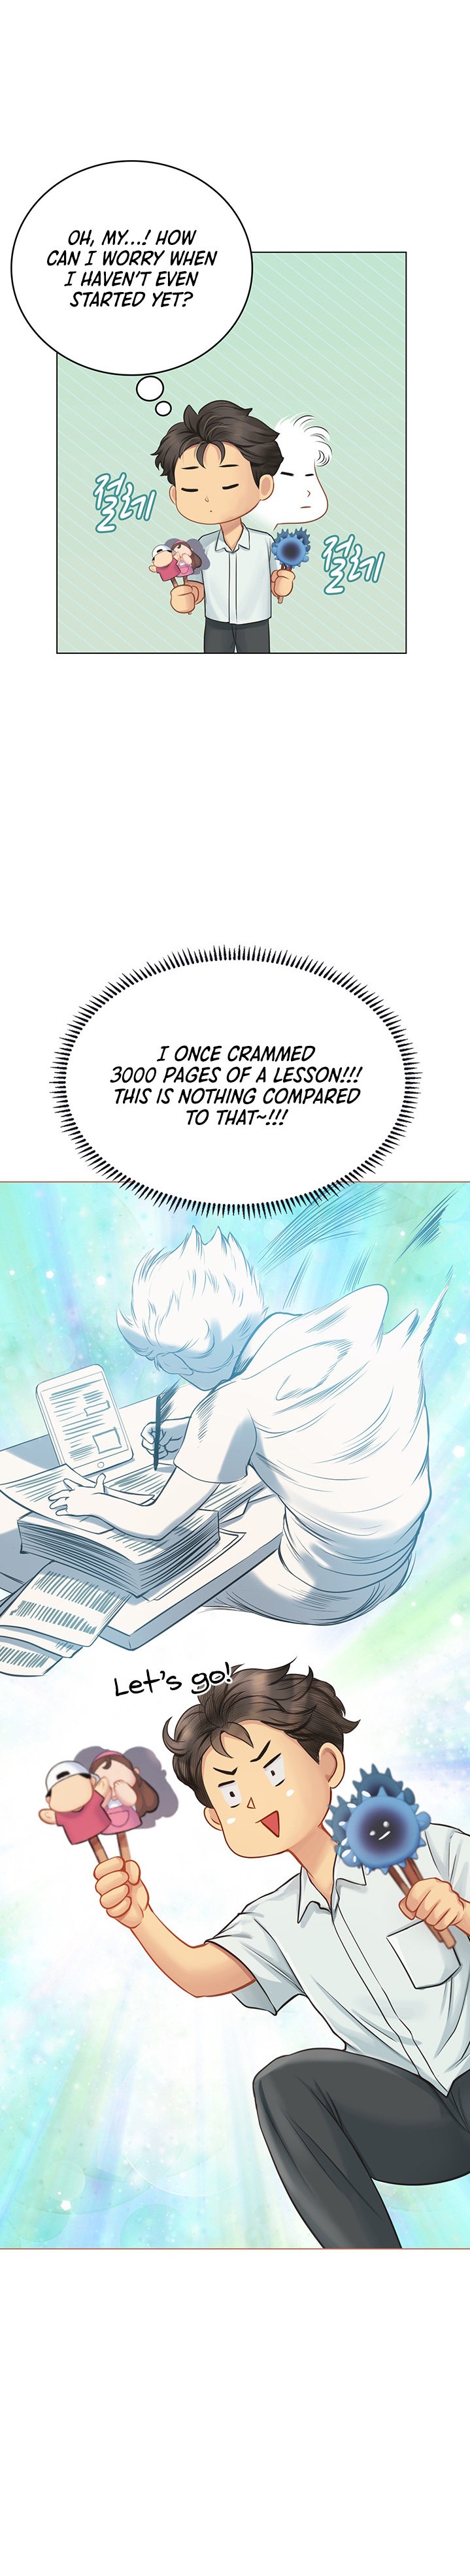 OH, MY...! HOW
CAN I WORRY WHEN
I HAVEN'T EVEN
STARTED YET?
절레
절레
I ONCE CRAMMED
3000 PAGES OF A LESSON!!!
THIS IS NOTHING COMPARED
TO THAT~!!!
Let's go!